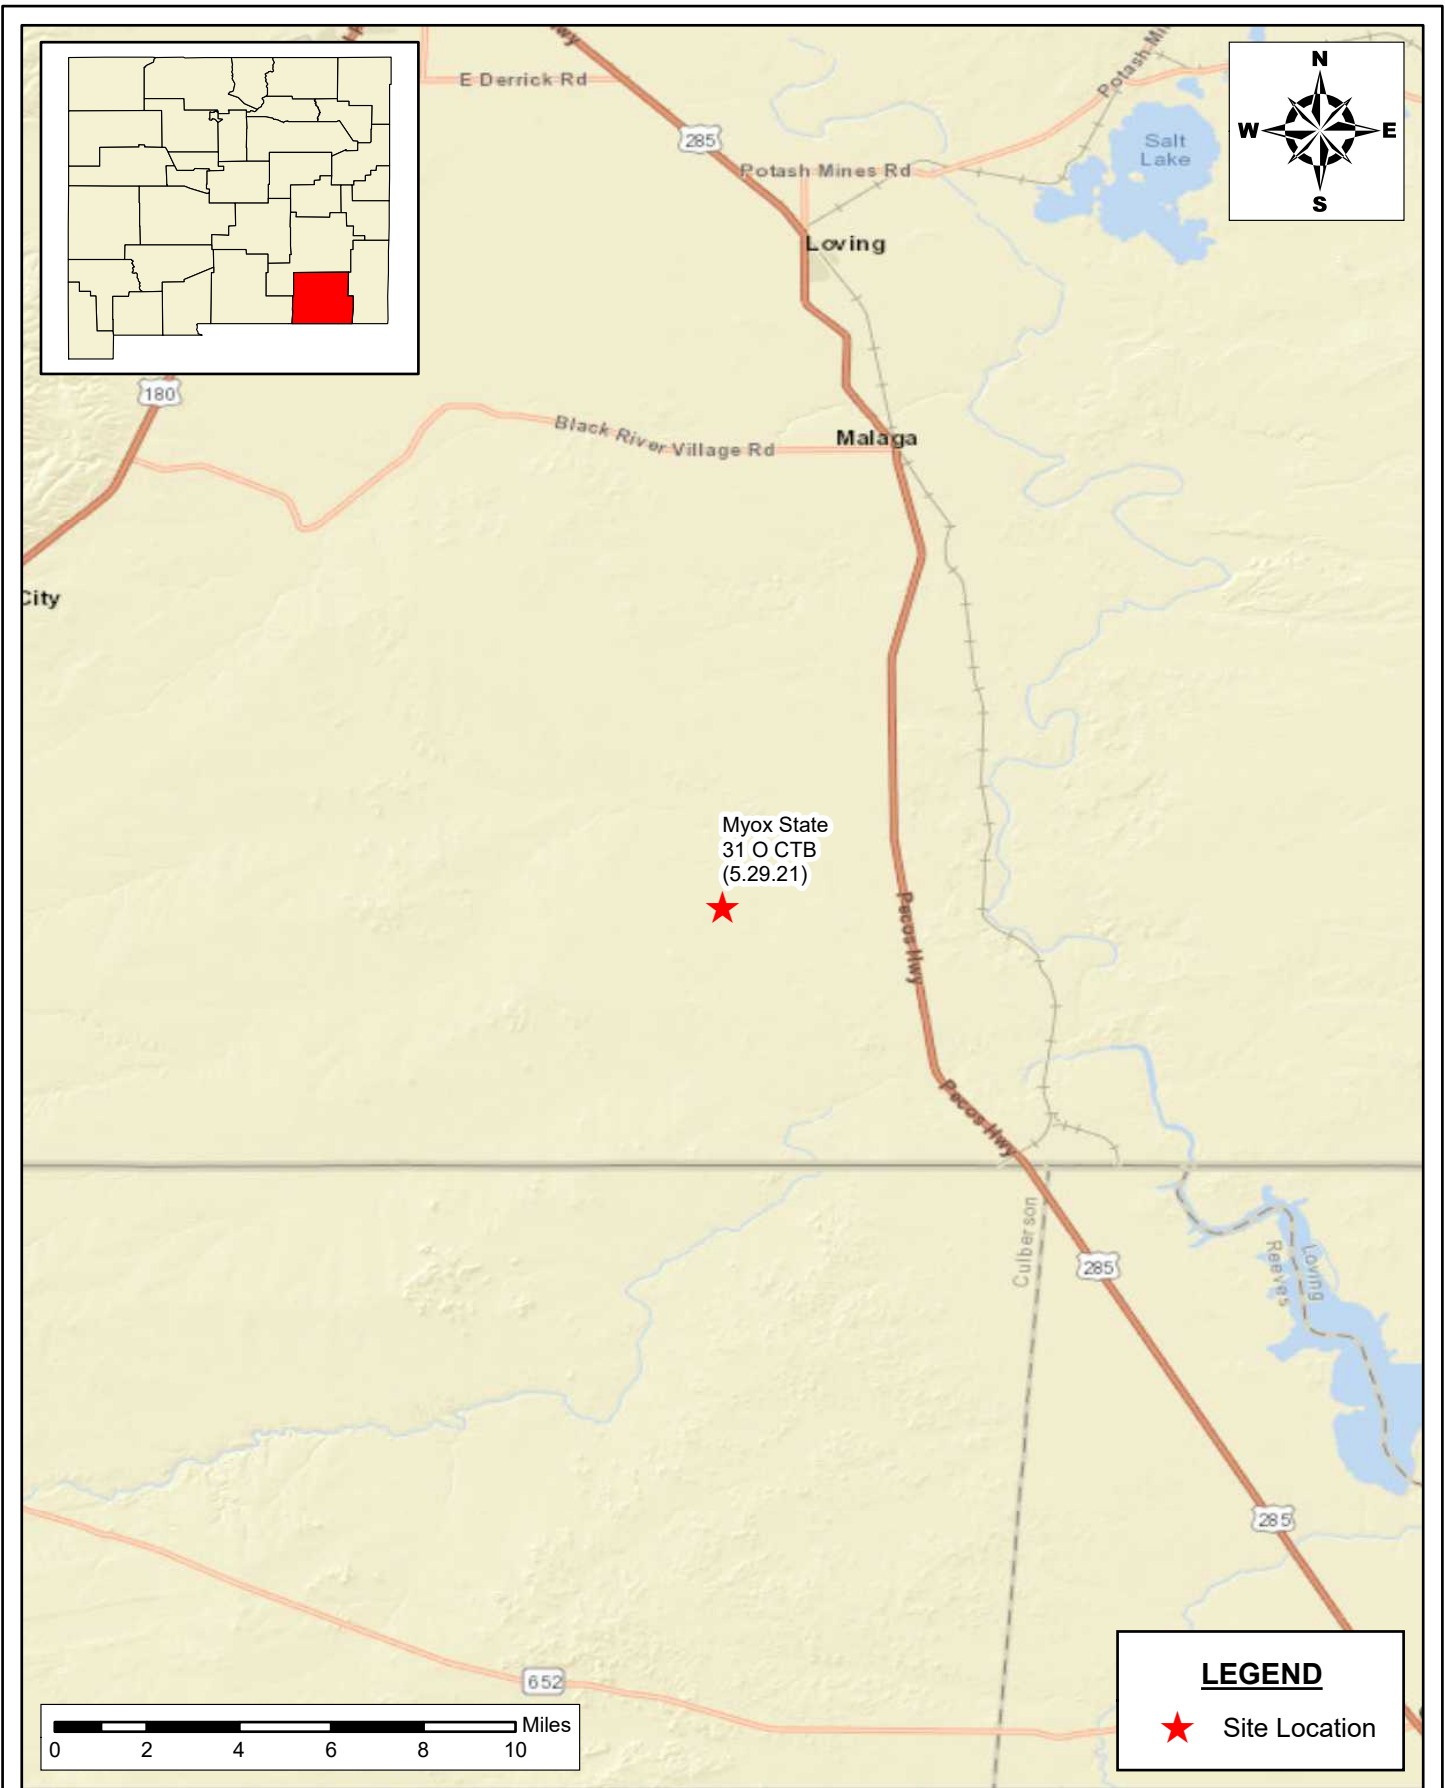 E Derrick Rd
285
Potash Mines Rd
Salt
Lake
N
W
E
S
Loving
180
Black River Village Rd
Malaga
City
Myox State
31 O CTB
(5.29.21)
Pecos Hwy
Pecos Hwy
Culberson
285
Reeves
Loving
285
652
Miles
0 2 4 6 8 10
LEGEND
Site Location